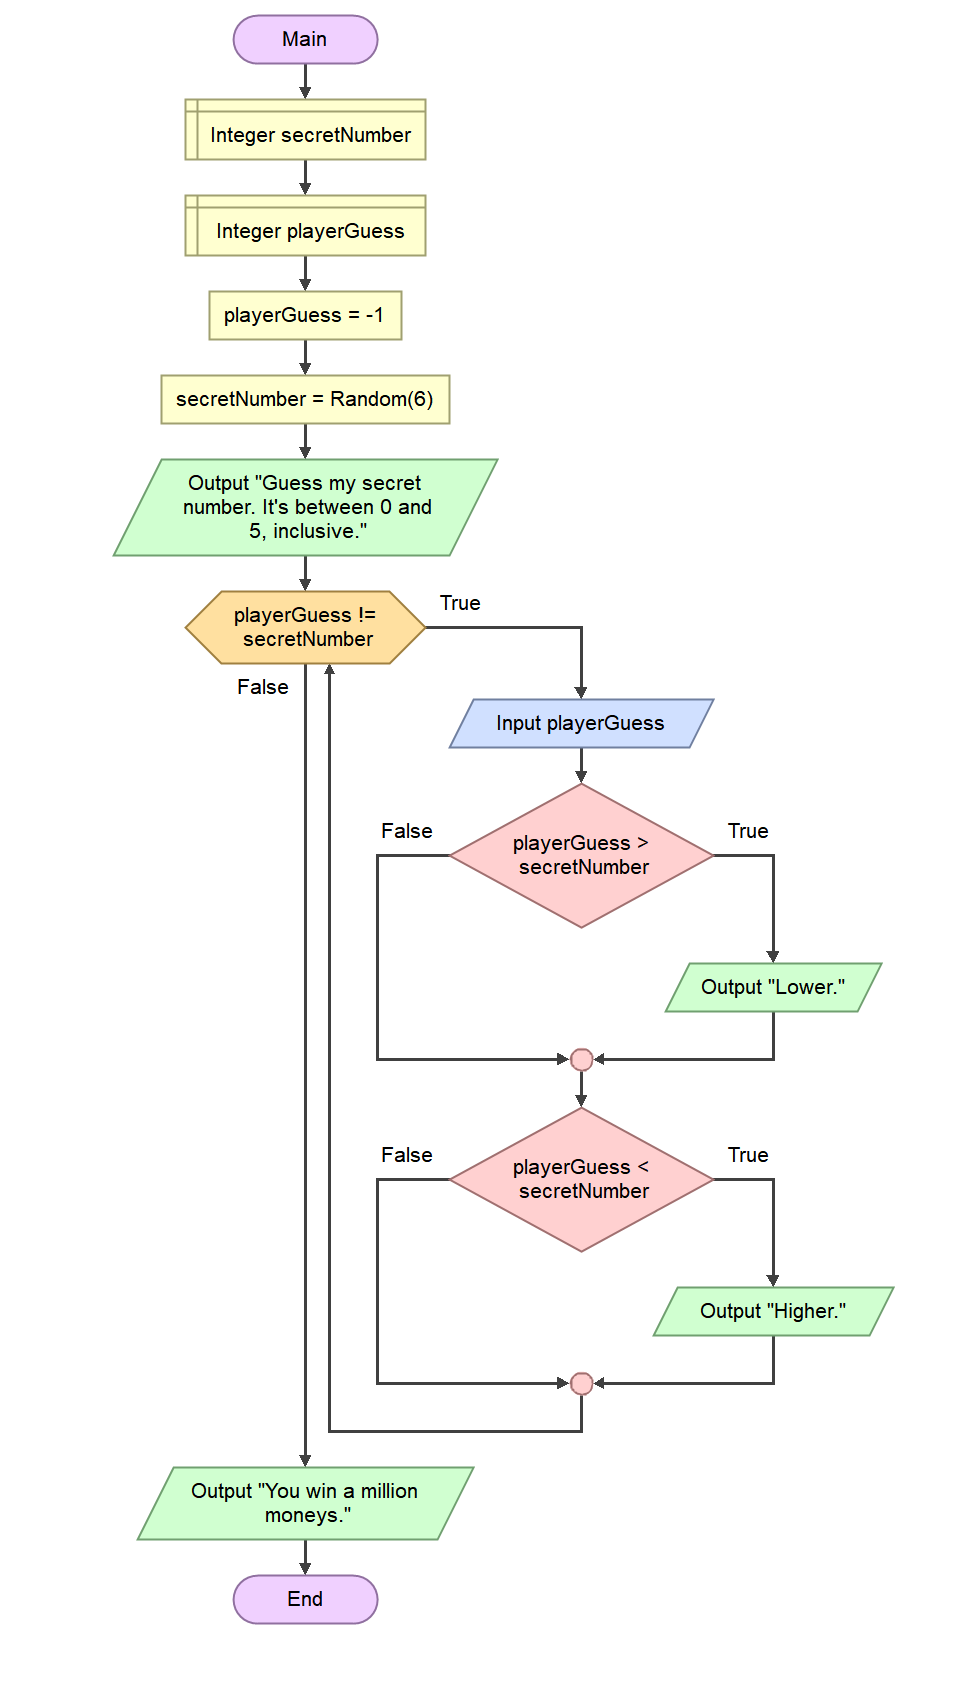 Main
Integer secretNumber
Integer playerGuess
playerGuess = -1
secretNumber = Random(6)
Output "Guess my secret
number. It's between 0 and
5, inclusive."
playerGuess !=
secretNumber
True
False
Input playerGuess
playerGuess >
secretNumber
False
True
Output "Lower."
playerGuess <
secretNumber
False
True
Output "Higher."
Output "You win a million
moneys."
End